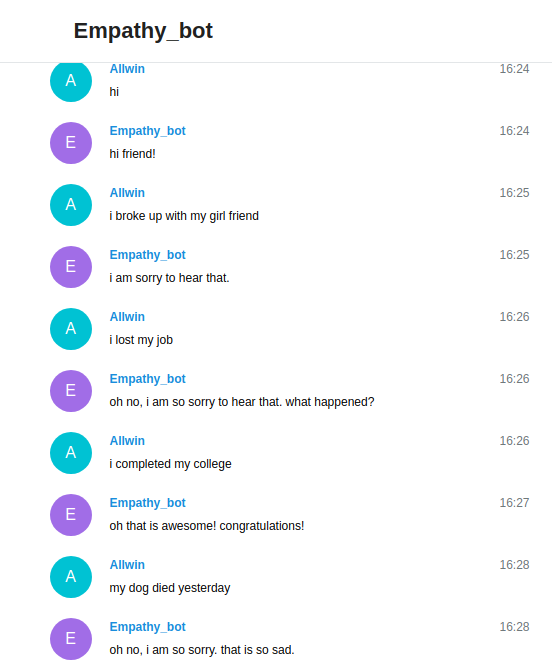 Empathy_bot
Allwin 16:24
A
hi
Empathy_bot 16:24
E
hi friend!
Allwin 16:25
A
i broke up with my girl friend
Empathy_bot 16:25
E
i am sorry to hear that.
Allwin 16:26
A
i lost my job
Empathy_bot 16:26
E
oh no, i am so sorry to hear that. what happened?
Allwin 16:26
A
i completed my college
Empathy_bot 16:27
E
oh that is awesome! congratulations!
Allwin 16:28
A
my dog died yesterday
Empathy_bot 16:28
E
oh no, i am so sorry. that is so sad.